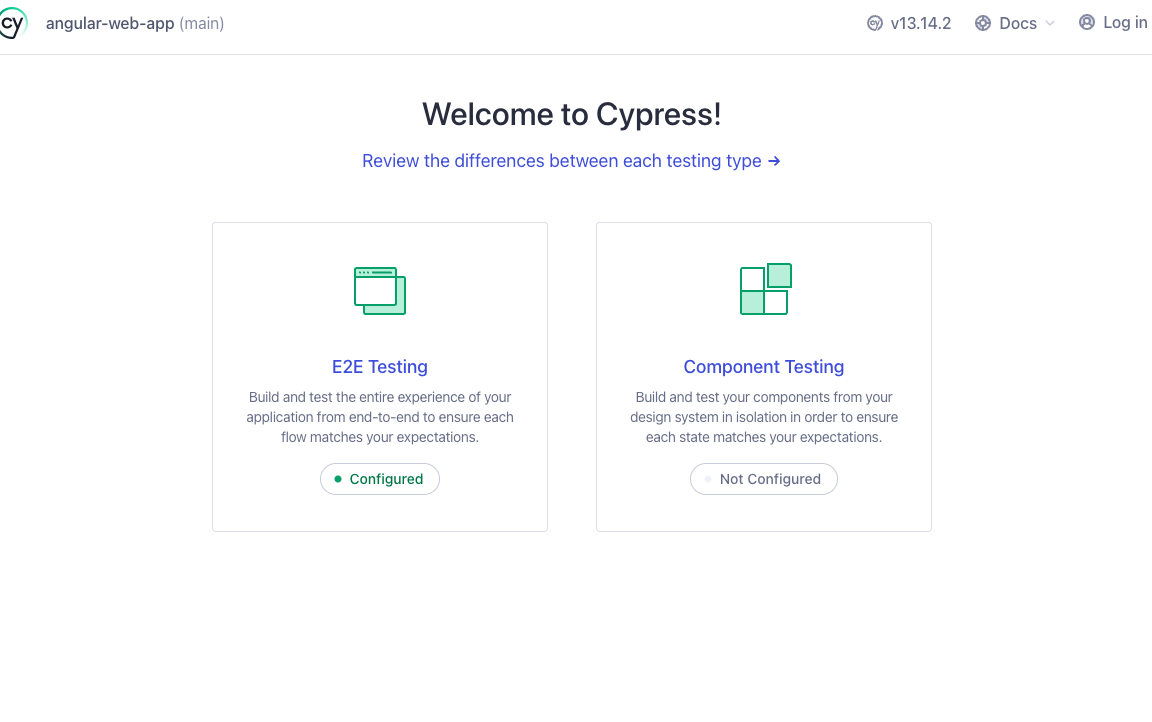 cy angular-web-app (main) v13.14.2 Docs Log in
Welcome to Cypress!
Review the differences between each testing type →
E2E Testing
Build and test the entire experience of your
application from end-to-end to ensure each
flow matches your expectations.
Configured
Component Testing
Build and test your components from your
design system in isolation in order to ensure
each state matches your expectations.
Not Configured